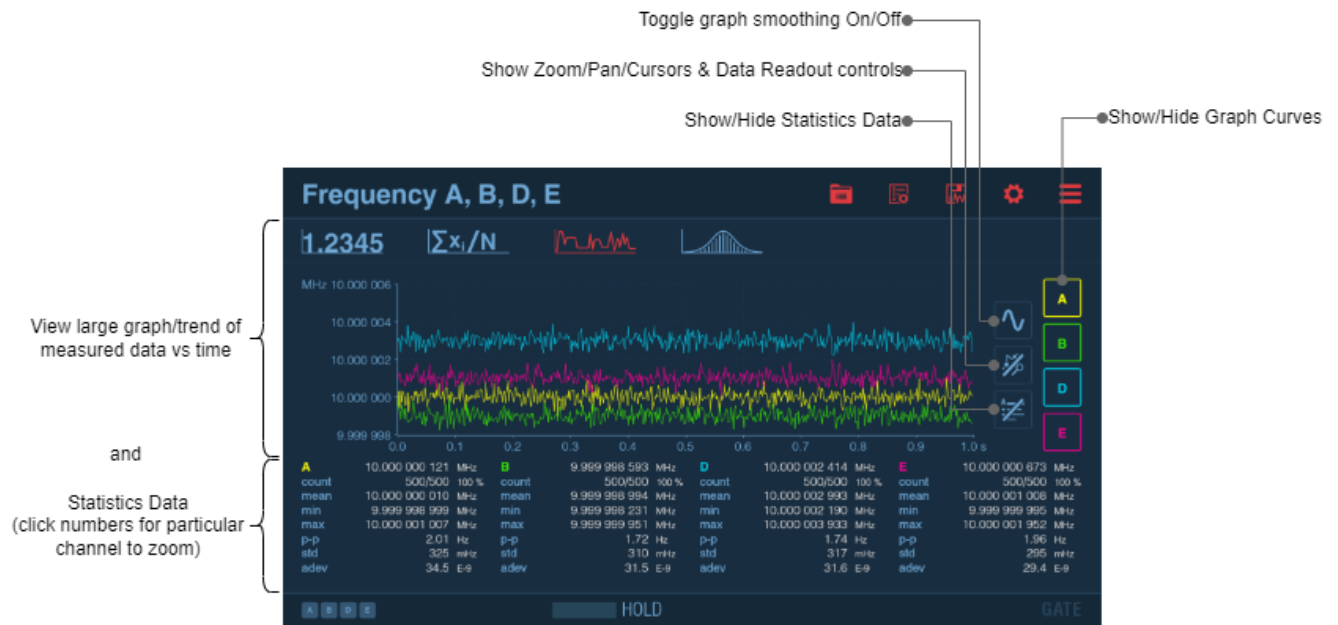 Toggle graph smoothing On/Off
Show Zoom/Pan/Cursors & Data Readout controls
Show/Hide Statistics Data
Show/Hide Graph Curves
Frequency A, B, D, E
1.2345
∑xi/N
View large graph/trend of
measured data vs time
and
Statistics Data
(click numbers for particular
channel to zoom)
MHz 10.000 006
10.000 004
10.000 002
10.000 000
9.999 998
0.0 0.1 0.2 0.3 0.4 0.5 0.6 0.7 0.8 0.9 1.0 s
A
B
D
E
A 10.000 000 121 MHz B 9.999 998 593 MHz D 10.000 002 414 MHz E 10.000 000 673 MHz
count 500/500 100 % count 500/500 100 % count 500/500 100 % count 500/500 100 %
mean 10.000 000 010 MHz mean 9.999 998 994 MHz mean 10.000 002 993 MHz mean 10.000 001 008 MHz
min 9.999 998 999 MHz min 9.999 998 231 MHz min 10.000 002 190 MHz min 9.999 999 995 MHz
max 10.000 001 007 MHz max 9.999 999 951 MHz max 10.000 003 933 MHz max 10.000 001 952 MHz
p-p 2.01 Hz p-p 1.72 Hz p-p 1.74 Hz p-p 1.96 Hz
std 325 mHz std 310 mHz std 317 mHz std 295 mHz
adev 34.5 E-9 adev 31.5 E-9 adev 31.6 E-9 adev 29.4 E-9
A B D E HOLD GATE